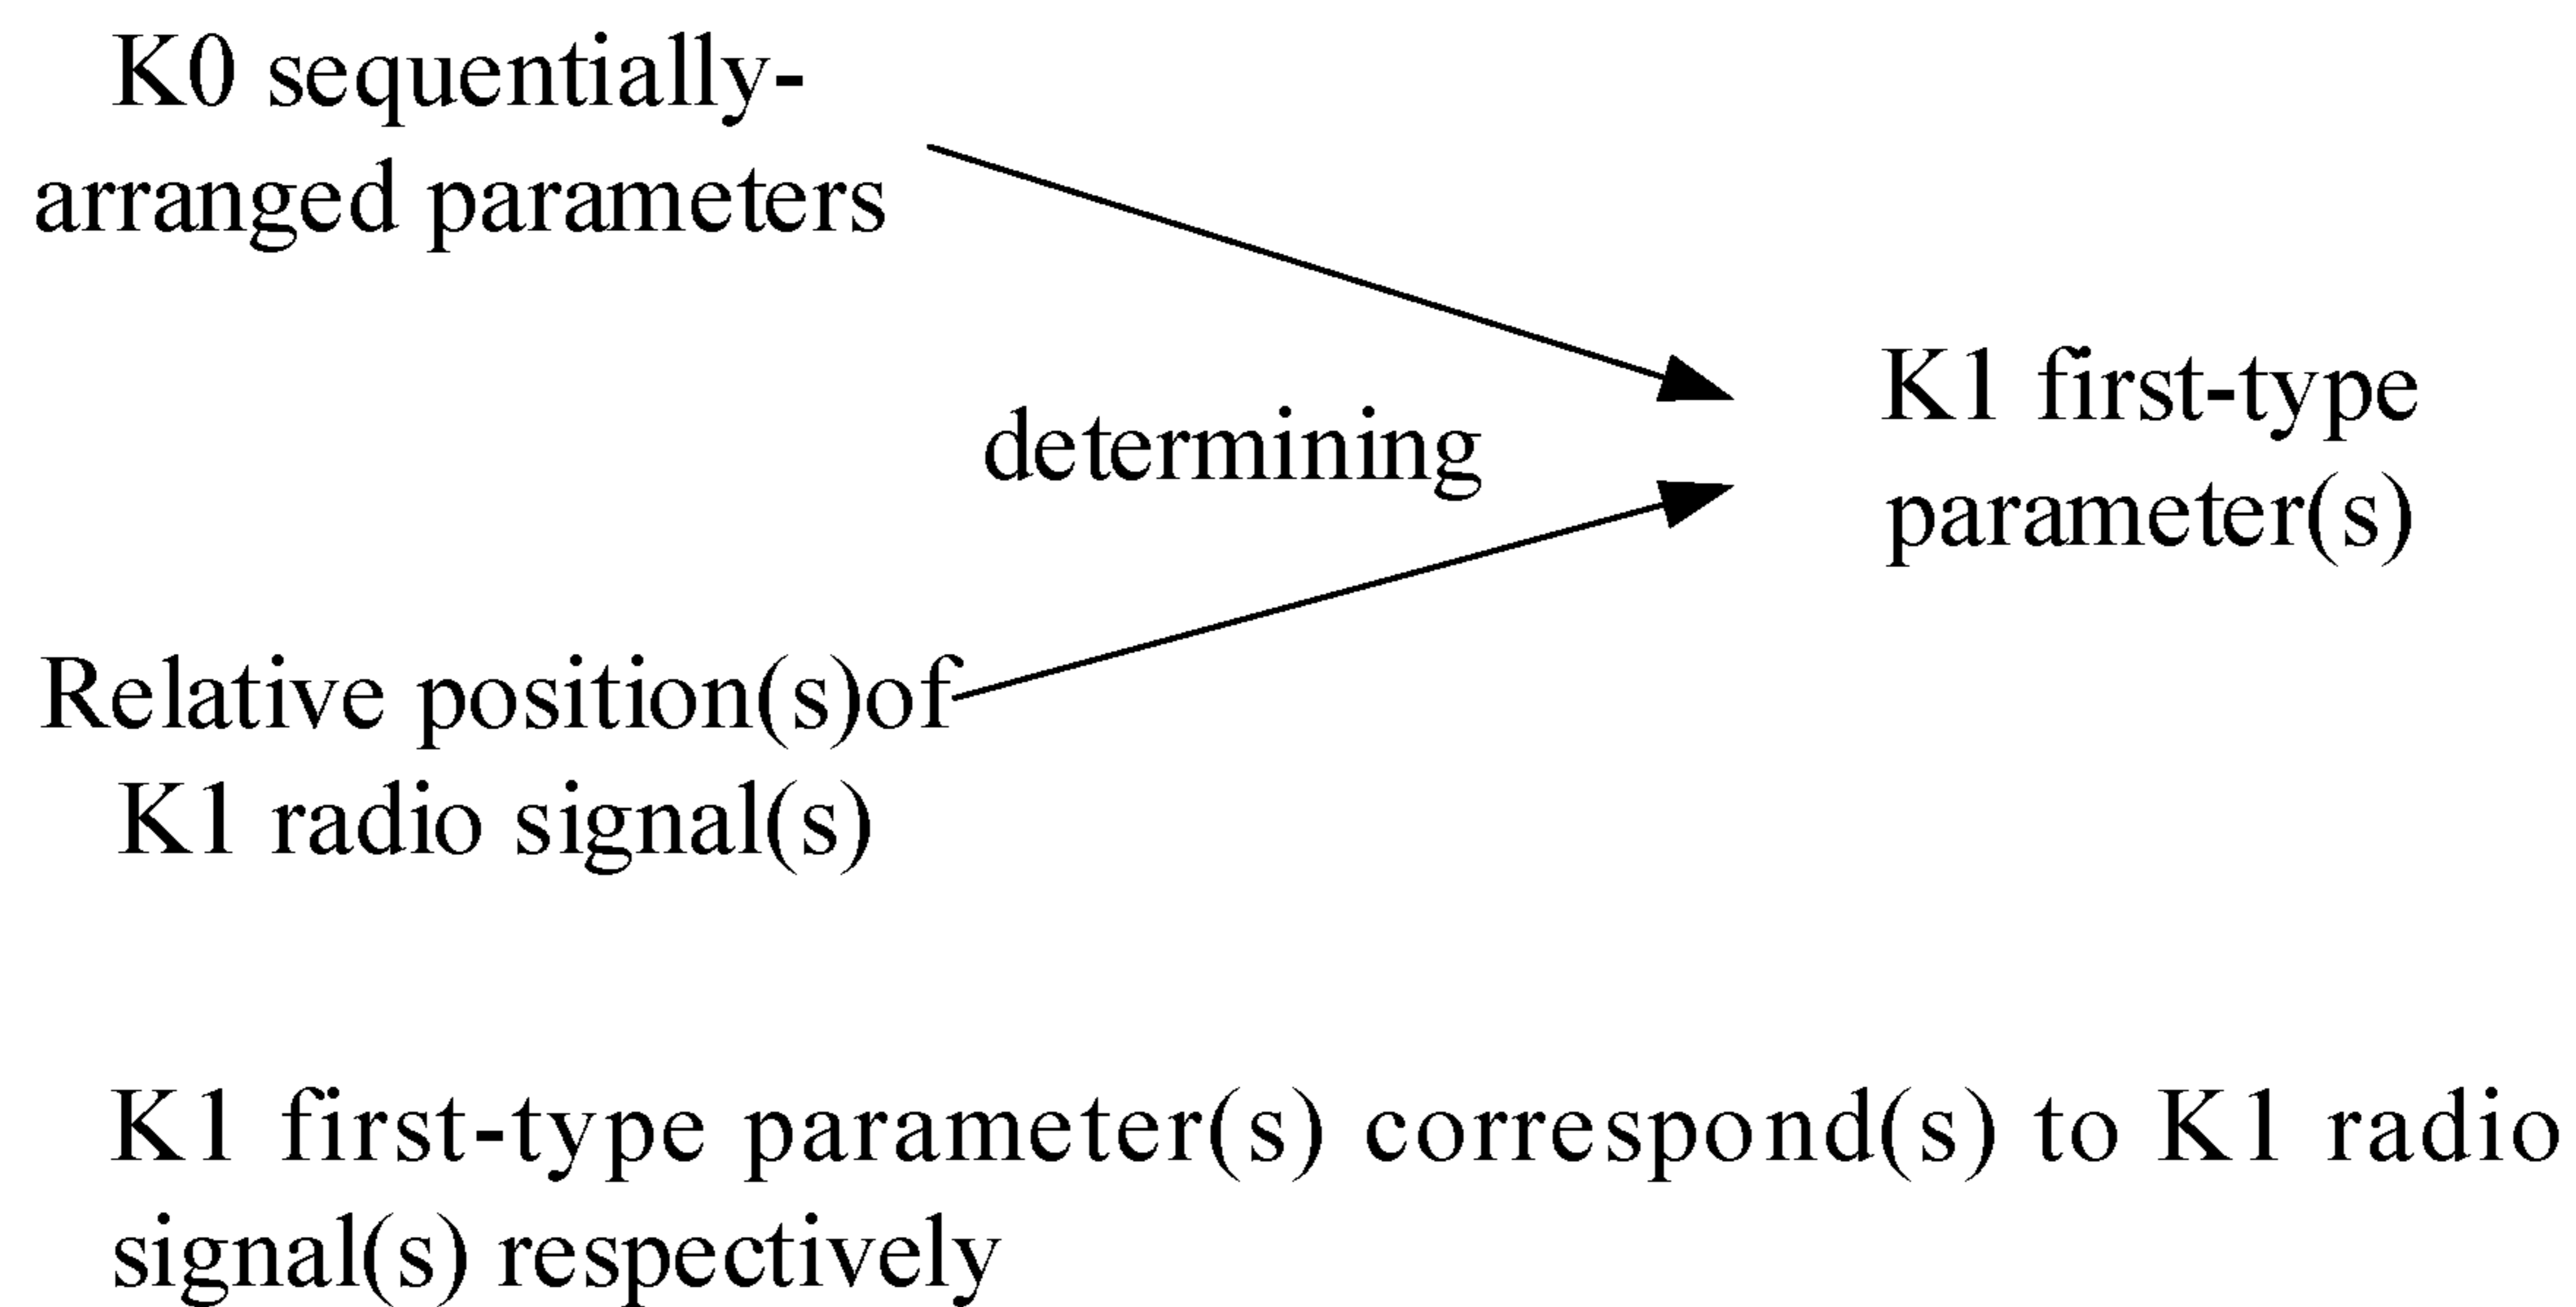 K0 sequentially-
arranged parameters
determining
K1 first-type
parameter(s)
Relative position(s)of
K1 radio signal(s)
K1 first-type parameter(s) correspond(s) to K1 radio
signal(s) respectively